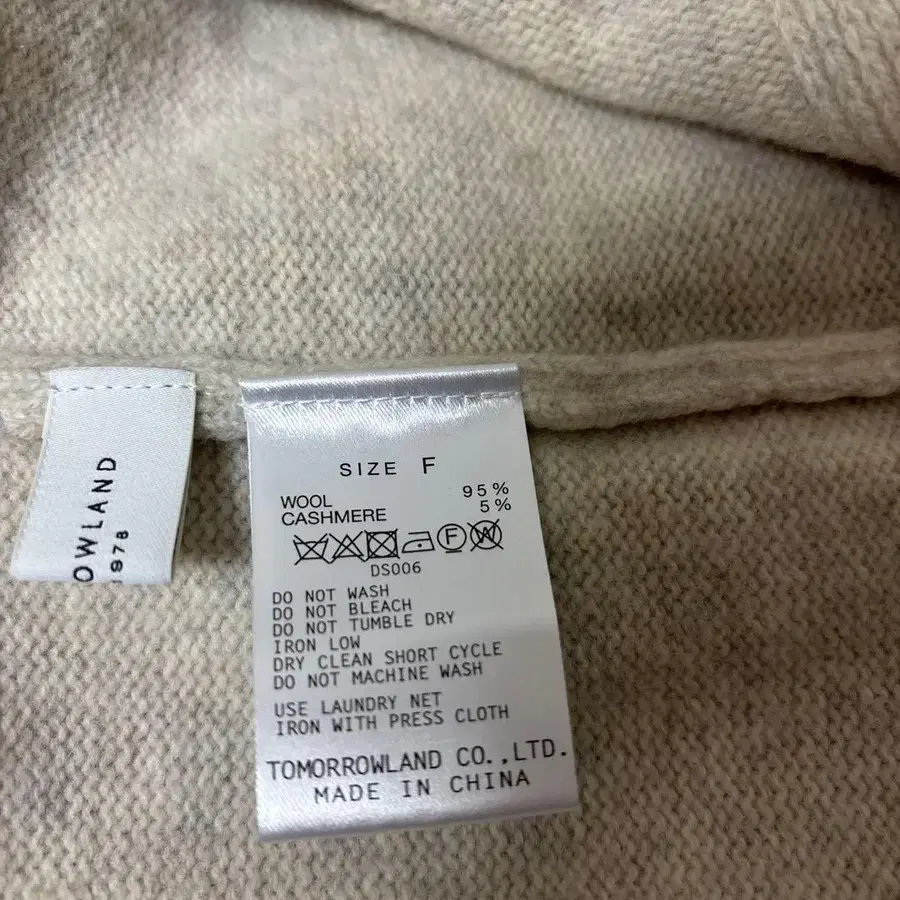 OWLAND
1978
SIZE F
WOOL 95%
CASHMERE 5%
F W
DS006
DO NOT WASH
DO NOT BLEACH
DO NOT TUMBLE DRY
IRON LOW
DRY CLEAN SHORT CYCLE
DO NOT MACHINE WASH
USE LAUNDRY NET
IRON WITH PRESS CLOTH
TOMORROWLAND CO.,LTD.
MADE IN CHINA